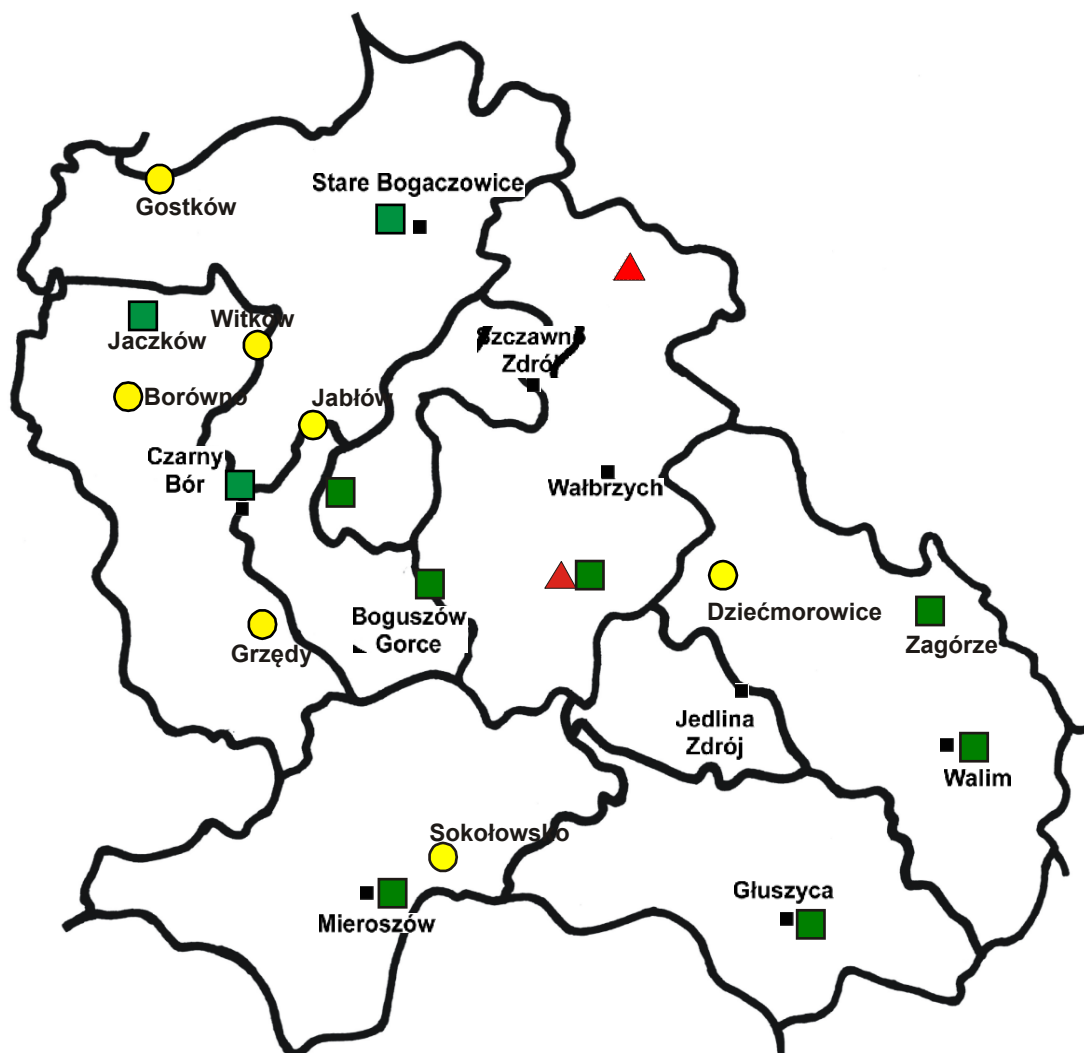 Stare Bogaczowice
Gostków
Witków
Jaczków
Szczawno
Zdrój
Borówno
Jabłów
Czarny
Bór
Wałbrzych
Dziećmorowice
Boguszów
Gorce
Grzędy
Zagórze
Jedlina
Zdrój
Walim
Sokołowsko
Głuszyca
Mieroszów